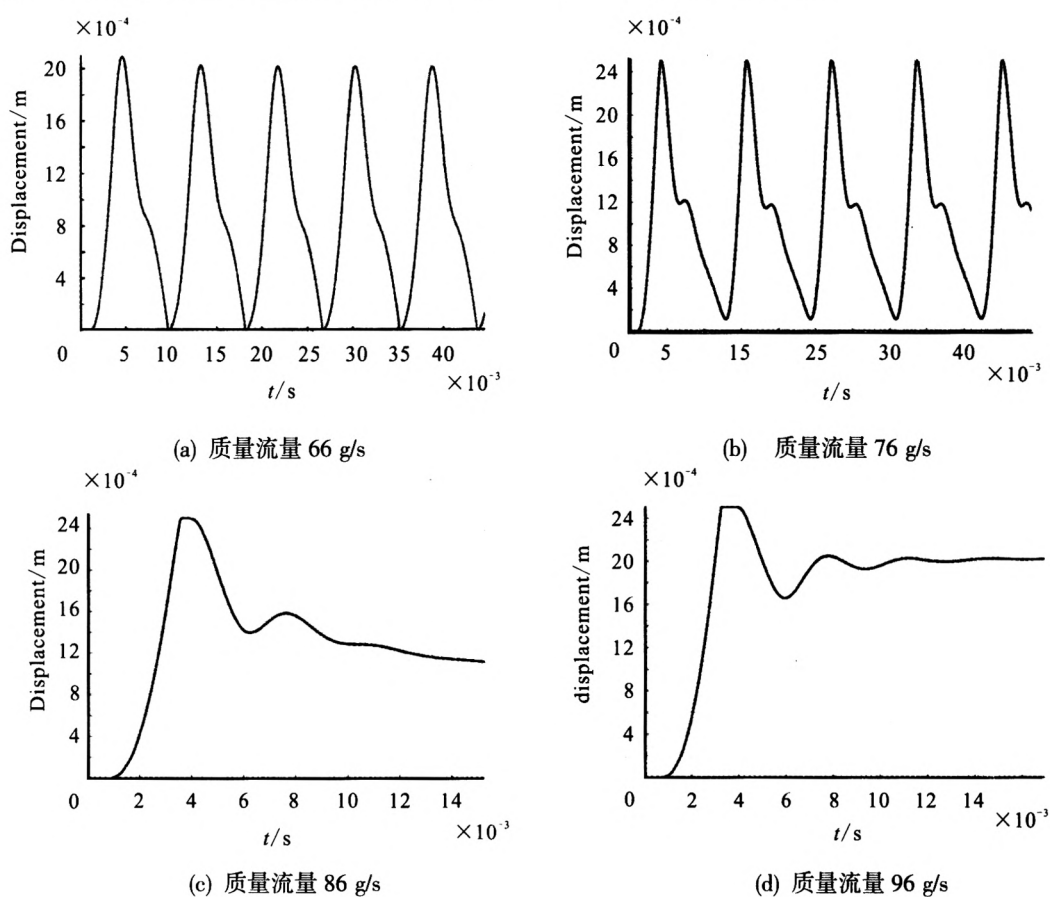 ×10⁻⁴
20
16
12
8
4
0
Displacement/m
5 10 15 20 25 30 35 40
×10⁻³
t/s
(a) 质量流量 66 g/s
×10⁻⁴
24
20
16
12
8
4
0
Displacement/m
5 15 25 15 25 30 40
×10⁻³
t/s
(b) 质量流量 76 g/s
×10⁻⁴
24
20
16
12
8
4
0
Displacement/m
2 4 6 8 10 12 14
×10⁻³
t/s
(c) 质量流量 86 g/s
×10⁻⁴
24
20
16
12
8
4
0
displacement/m
2 4 6 8 10 12 14
×10⁻³
t/s
(d) 质量流量 96 g/s